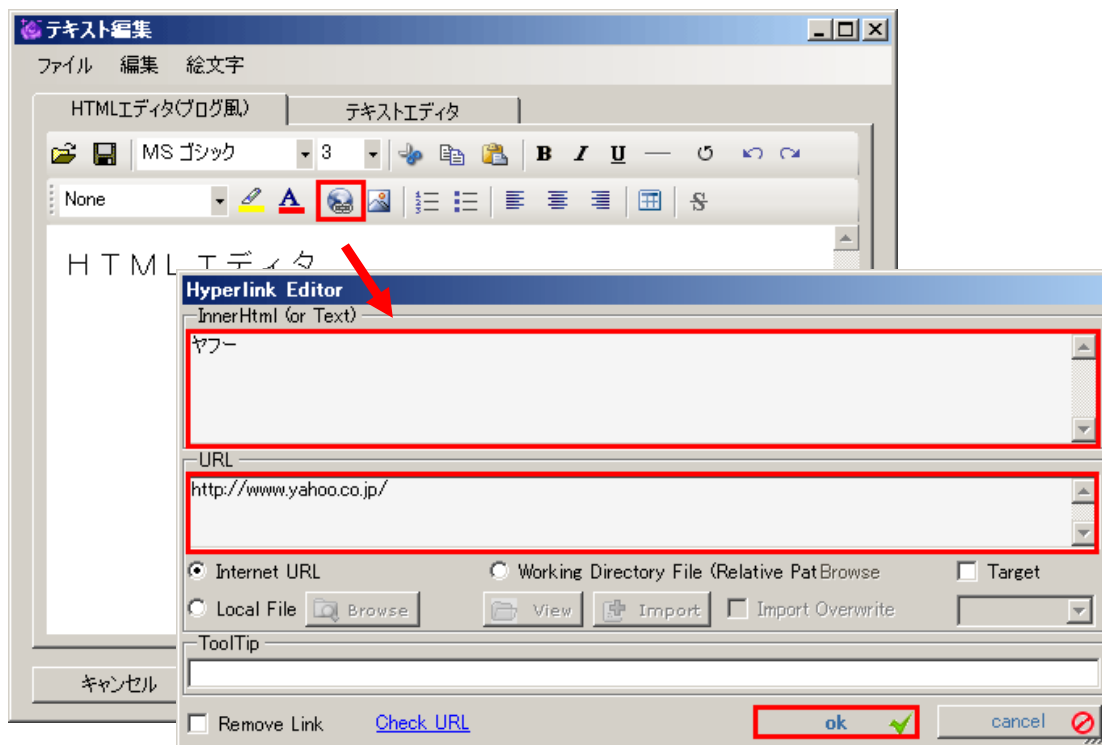 テキスト編集
ファイル 編集 絵文字
HTMLエディタ(ブログ風) テキストエディタ
MS ゴシック 3 B I U
None A S
ＨＴＭＬエディタ
Hyperlink Editor
InnerHtml (or Text)
ヤフー
URL
http://www.yahoo.co.jp/
Internet URL Working Directory File (Relative Pat Browse Target
Local File Browse View Import Import Overwrite
ToolTip
キャンセル
Remove Link Check URL ok cancel